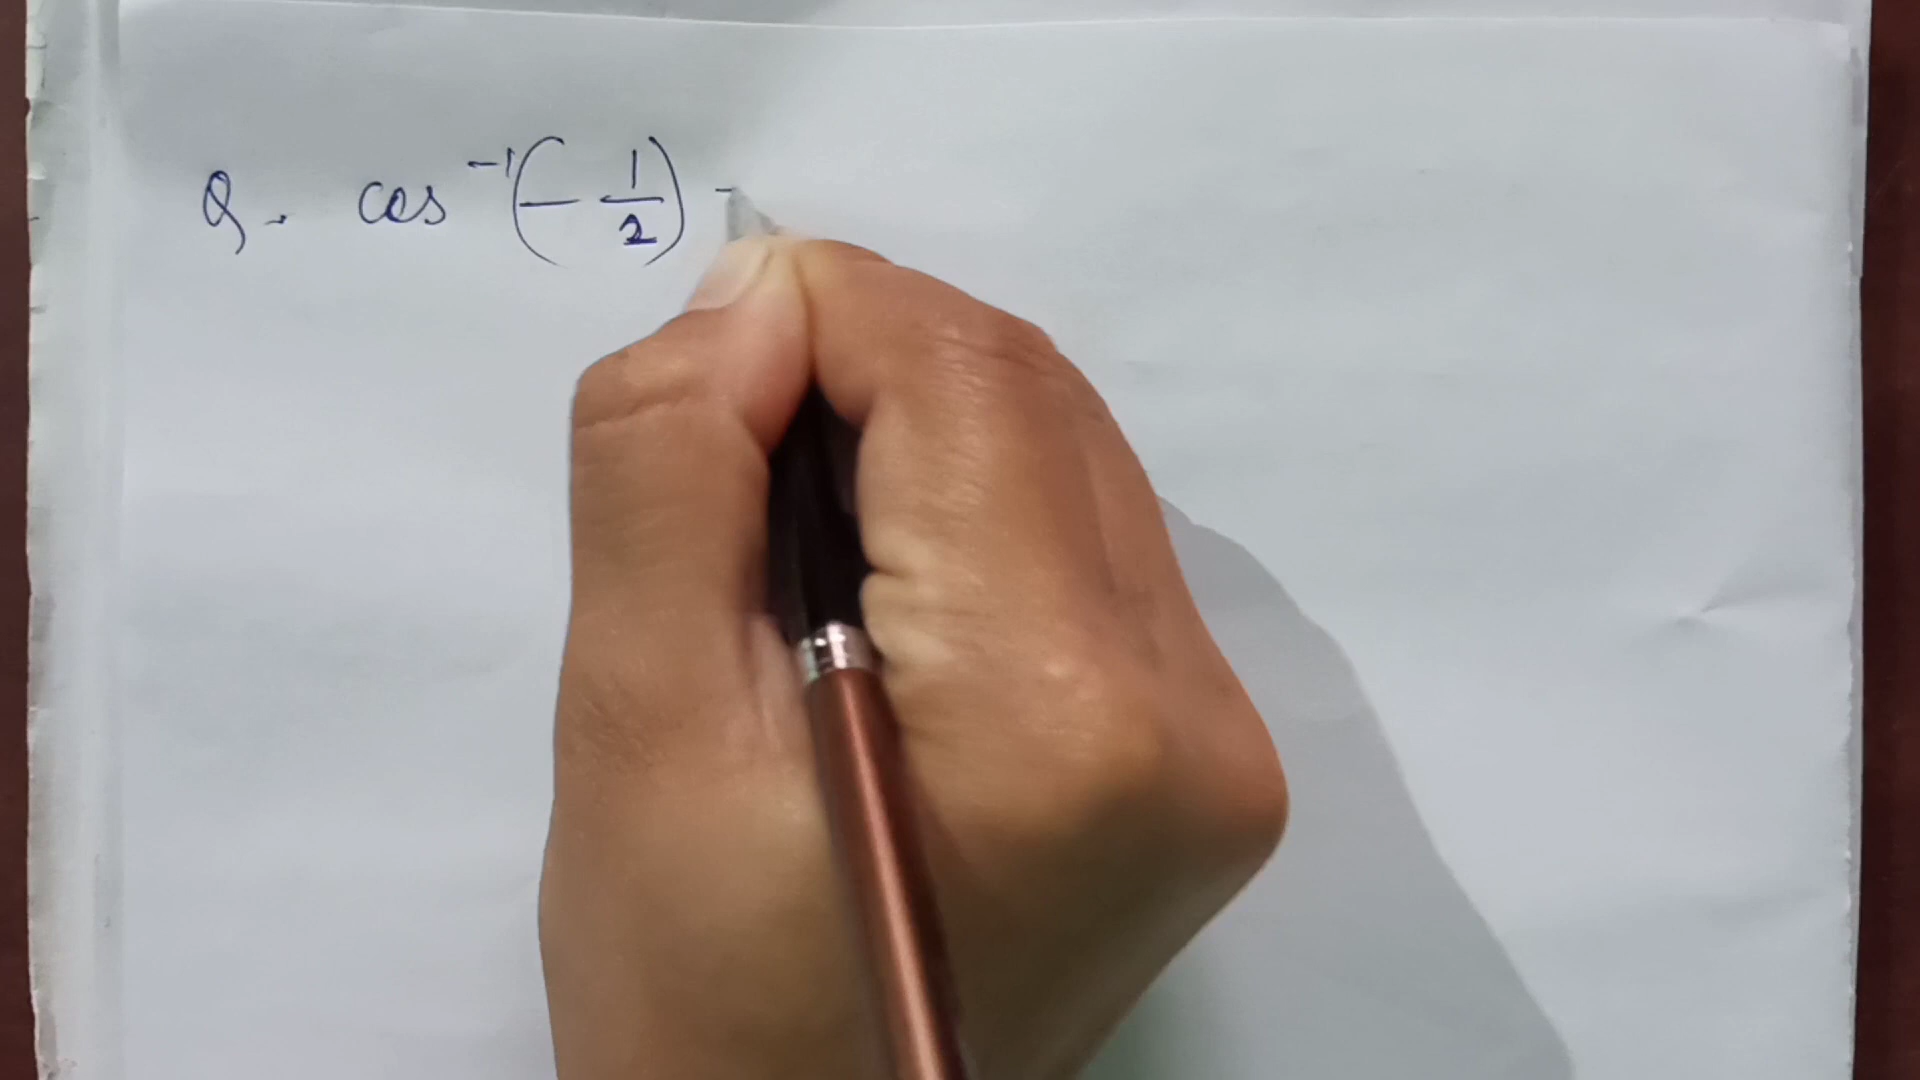 Q. cos⁻¹(- 1/2) =